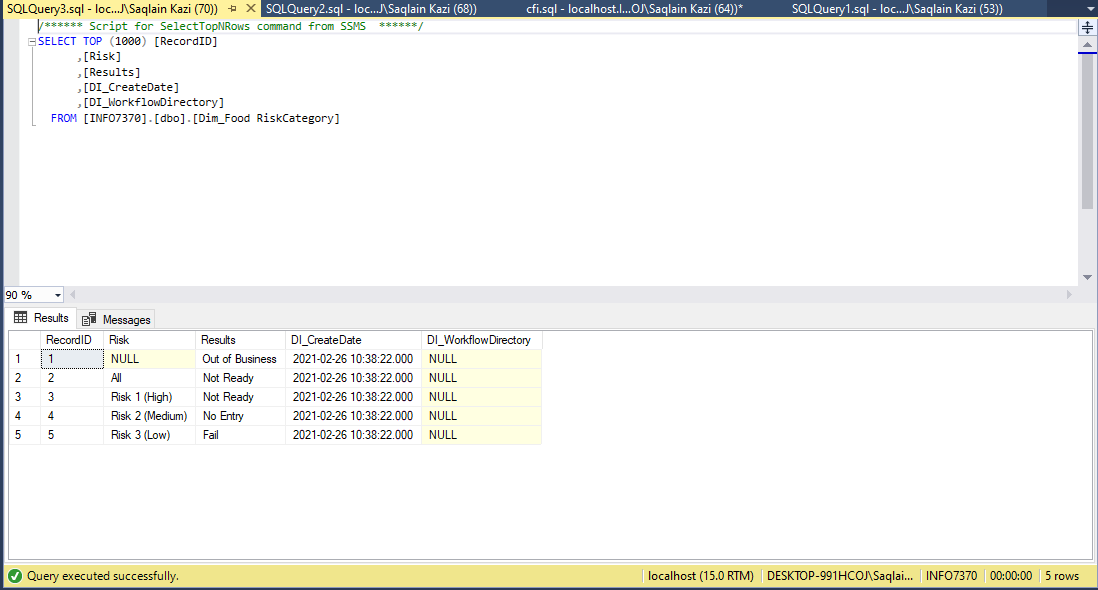 SQLQuery3.sql - loc...J\Saqlain Kazi (70)) SQLQuery2.sql - loc...J\Saqlain Kazi (68)) cfi.sql - localhost.I...OJ\Saqlain Kazi (64))* SQLQuery1.sql - loc...J\Saqlain Kazi (53))
/****** Script for SelectTopNRows command from SSMS ******/
SELECT TOP (1000) [RecordID]
,[Risk]
,[Results]
,[DI_CreateDate]
,[DI_WorkflowDirectory]
FROM [INFO7370].[dbo].[Dim_Food RiskCategory]
90 %
Results Messages
RecordID Risk Results DI_CreateDate DI_WorkflowDirectory
1 1 NULL Out of Business 2021-02-26 10:38:22.000 NULL
2 2 All Not Ready 2021-02-26 10:38:22.000 NULL
3 3 Risk 1 (High) Not Ready 2021-02-26 10:38:22.000 NULL
4 4 Risk 2 (Medium) No Entry 2021-02-26 10:38:22.000 NULL
5 5 Risk 3 (Low) Fail 2021-02-26 10:38:22.000 NULL
Query executed successfully. localhost (15.0 RTM) DESKTOP-991HCOJ\Saqlai... INFO7370 00:00:00 5 rows